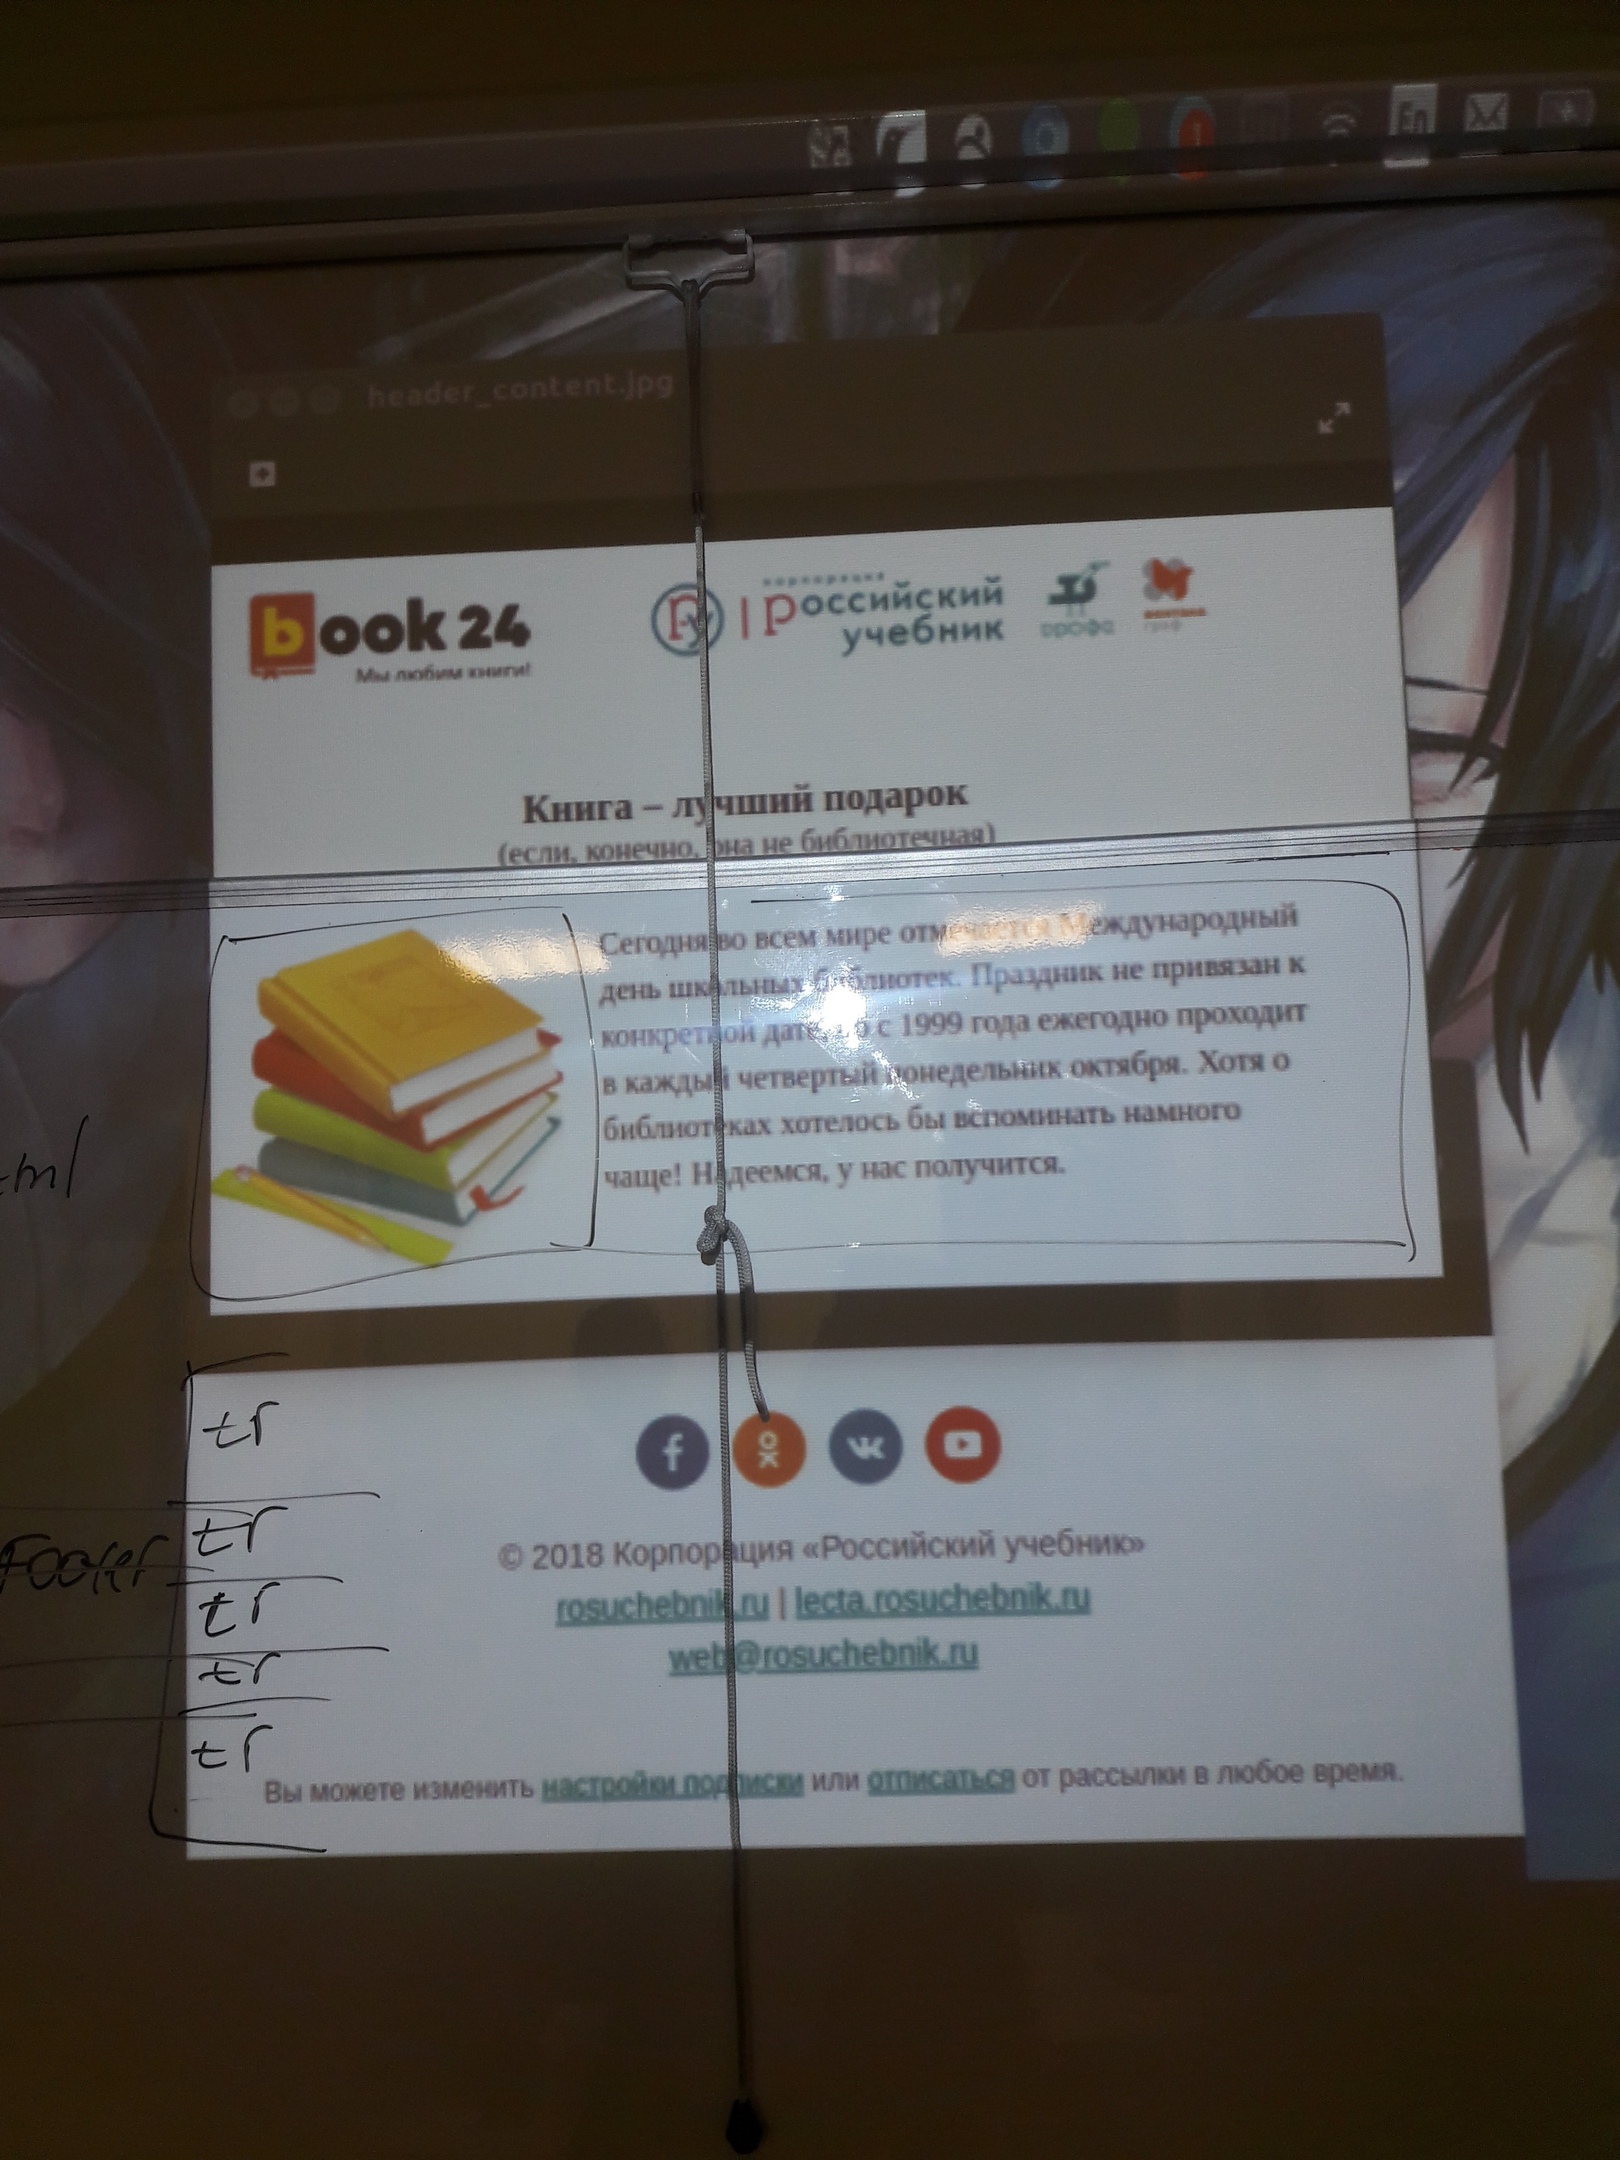 En
header_content.jpg
book 24
Мы любим книги!
корпорация
Российский
учебник
дрофа
вентана
граф
Книга – лучший подарок
(если, конечно, она не библиотечная)
Сегодня во всем мире отмечается Международный
день школьных библиотек. Праздник не привязан к
конкретной дате, но с 1999 года ежегодно проходит
в каждый четвертый понедельник октября. Хотя о
библиотеках хотелось бы вспоминать намного
чаще! Надеемся, у нас получится.
tr
tr
Footer
tr
tr
tr
© 2018 Корпорация «Российский учебник»
rosuchebnik.ru | lecta.rosuchebnik.ru
web@rosuchebnik.ru
Вы можете изменить настройки подписки или отписаться от рассылки в любое время.